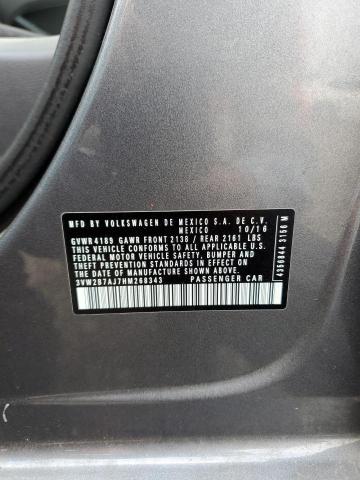 MFD. BY VOLKSWAGEN DE MEXICO S.A. DE C.V.
MEXICO 10/16
GVWR 4189 GAWR FRONT 2138 / REAR 2161 LBS
THIS VEHICLE CONFORMS TO ALL APPLICABLE U.S.
FEDERAL MOTOR VEHICLE SAFETY, BUMPER AND
THEFT PREVENTION STANDARDS IN EFFECT ON THE
DATE OF MANUFACTURE SHOWN ABOVE.
3VW2B7AJ7HM268343 PASSENGER CAR
4350844 3156 M